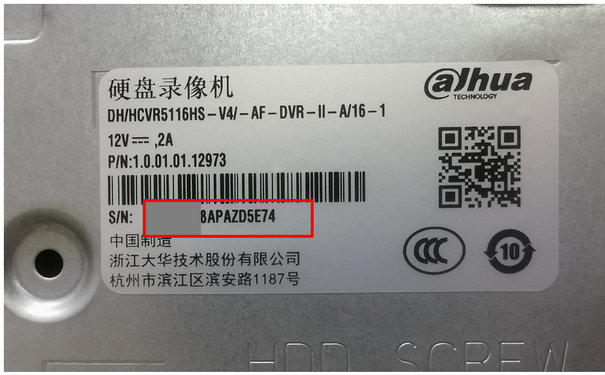 硬盘录像机
alhua
TECHNOLOGY
DH/HCVR5116HS-V4/-AF-DVR-II-A/16-1
12V⎓,2A
P/N:1.0.01.01.12973
S/N: 8APAZD5E74
中国制造
浙江大华技术股份有限公司
杭州市滨江区滨安路1187号
CCC
10
HDD SCREW